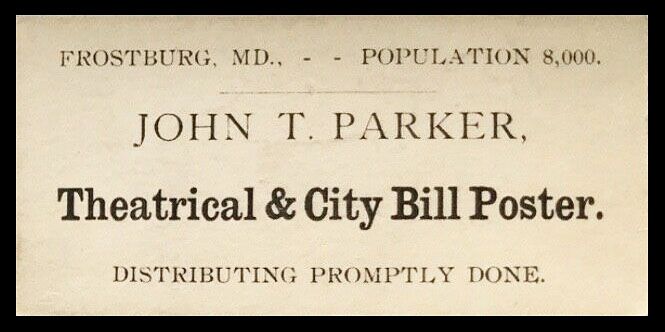 FROSTBURG, MD., - - POPULATION 8,000.
JOHN T. PARKER,
Theatrical & City Bill Poster.
DISTRIBUTING PROMPTLY DONE.